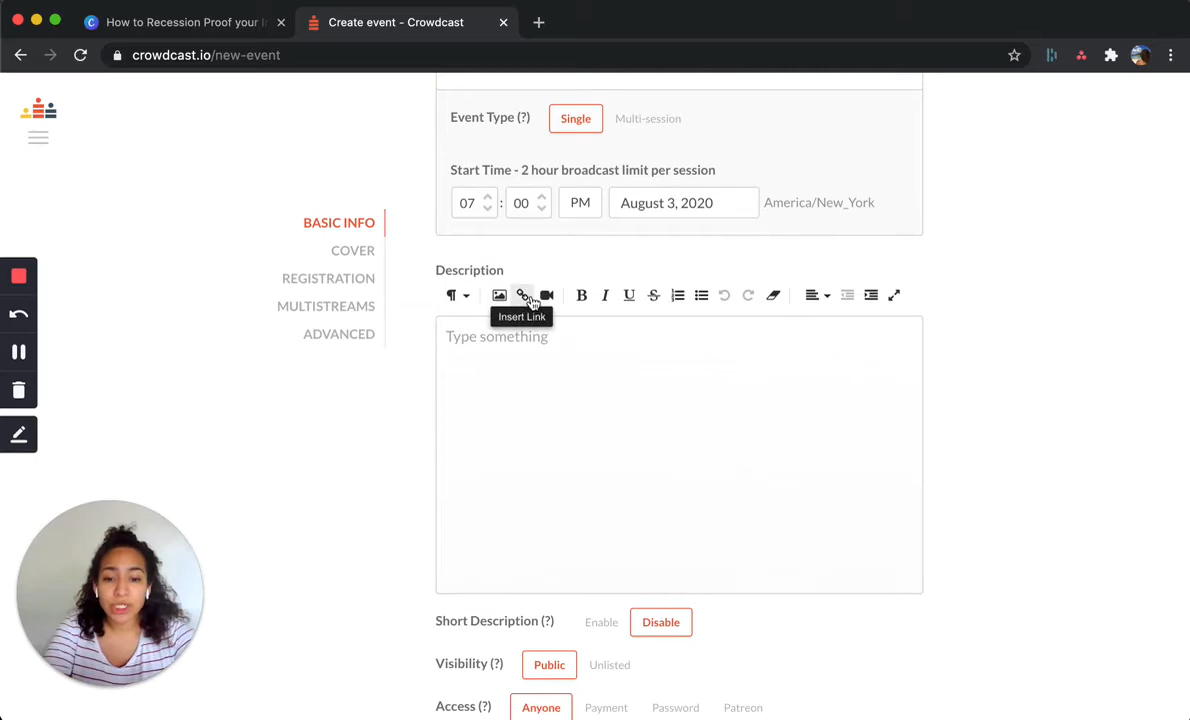 How to Recession Proof your I
Create event - Crowdcast
crowdcast.io/new-event
Event Type (?)
Single
Multi-session
Start Time - 2 hour broadcast limit per session
07 : 00 PM August 3, 2020 America/New_York
BASIC INFO
COVER
REGISTRATION
MULTISTREAMS
ADVANCED
Description
Insert Link
Type something
Short Description (?) Enable Disable
Visibility (?) Public Unlisted
Access (?) Anyone Payment Password Patreon